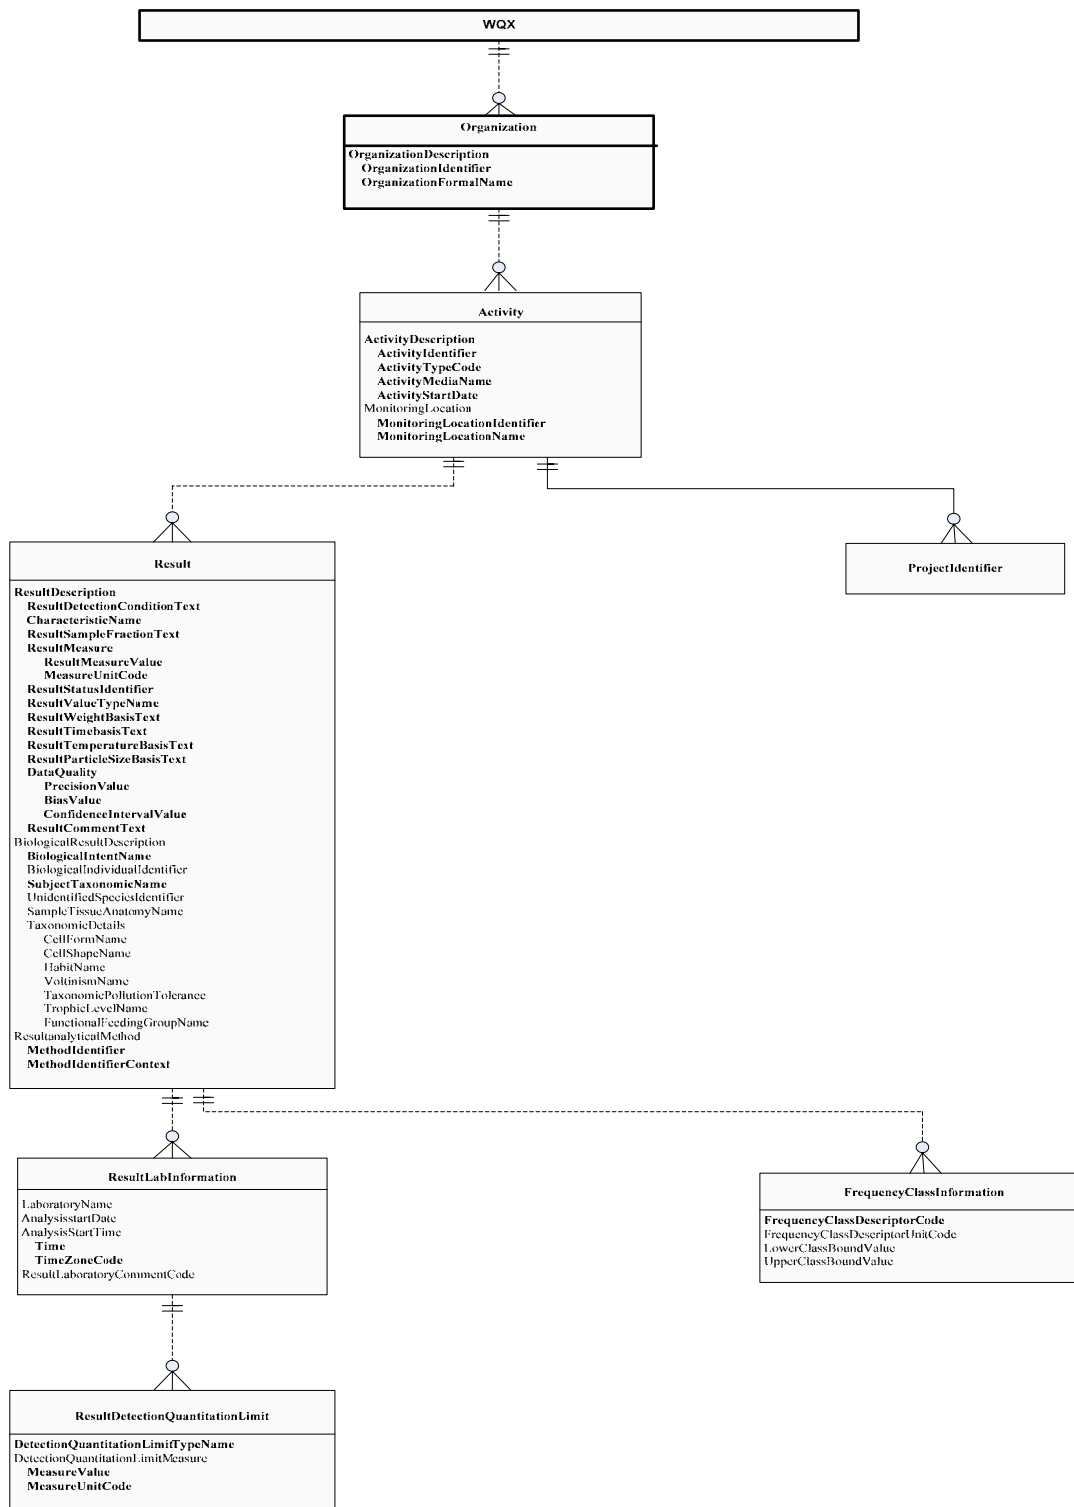 WQX
Organization
OrganizationDescription
OrganizationIdentifier
OrganizationFormalName
Activity
ActivityDescription
ActivityIdentifier
ActivityTypeCode
ActivityMediaName
ActivityStartDate
MonitoringLocation
MonitoringLocationIdentifier
MonitoringLocationName
Result
ResultDescription
ResultDetectionConditionText
CharacteristicName
ResultSampleFractionText
ResultMeasure
ResultMeasureValue
MeasureUnitCode
ResultStatusIdentifier
ResultValueTypeName
ResultWeightBasisText
ResultTimebasisText
ResultTemperatureBasisText
ResultParticleSizeBasisText
DataQuality
PrecisionValue
BiasValue
ConfidenceIntervalValue
ResultCommentText
BiologicalResultDescription
BiologicalIntentName
BiologicalIndividualIdentifier
SubjectTaxonomicName
UnidentifiedSpeciesIdentifier
SampleTissueAnatomyName
TaxonomicDetails
CellFormName
CellShapeName
HabitName
VoltinismName
TaxonomicPollutionTolerance
TrophicLevelName
FunctionalFeedingGroupName
ResultanalyticalMethod
MethodIdentifier
MethodIdentifierContext
ProjectIdentifier
ResultLabInformation
LaboratoryName
AnalysisstartDate
AnalysisStartTime
Time
TimeZoneCode
ResultLaboratoryCommentCode
FrequencyClassInformation
FrequencyClassDescriptorCode
FrequencyClassDescriptorUnitCode
LowerClassBoundValue
UpperClassBoundValue
ResultDetectionQuantitationLimit
DetectionQuantitationLimitTypeName
DetectionQuantitationLimitMeasure
MeasureValue
MeasureUnitCode